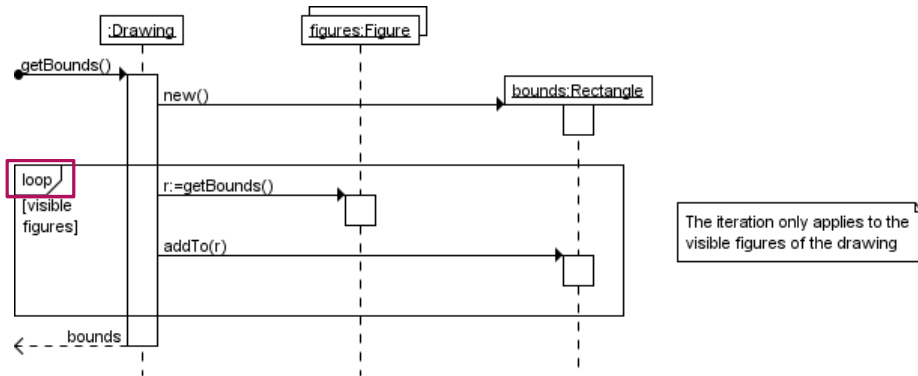 :Drawing
figures:Figure
getBounds()
new()
bounds:Rectangle
loop
[visible
figures]
r:=getBounds()
addTo(r)
The iteration only applies to the
visible figures of the drawing
bounds